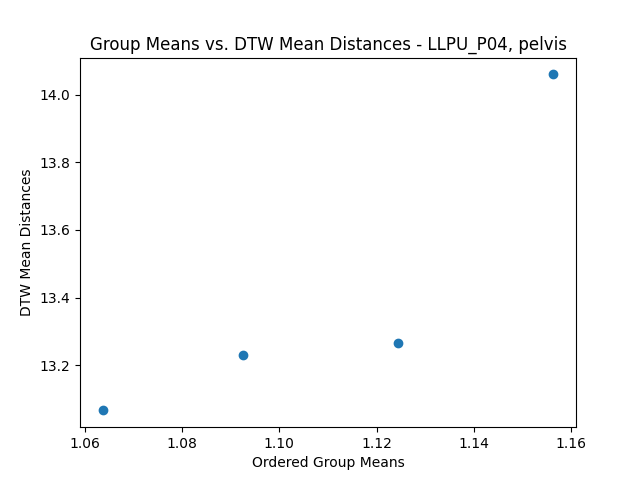 Group Means vs. DTW Mean Distances - LLPU_P04, pelvis
14.0
13.8
13.6
13.4
13.2
DTW Mean Distances
1.06 1.08 1.10 1.12 1.14 1.16
Ordered Group Means